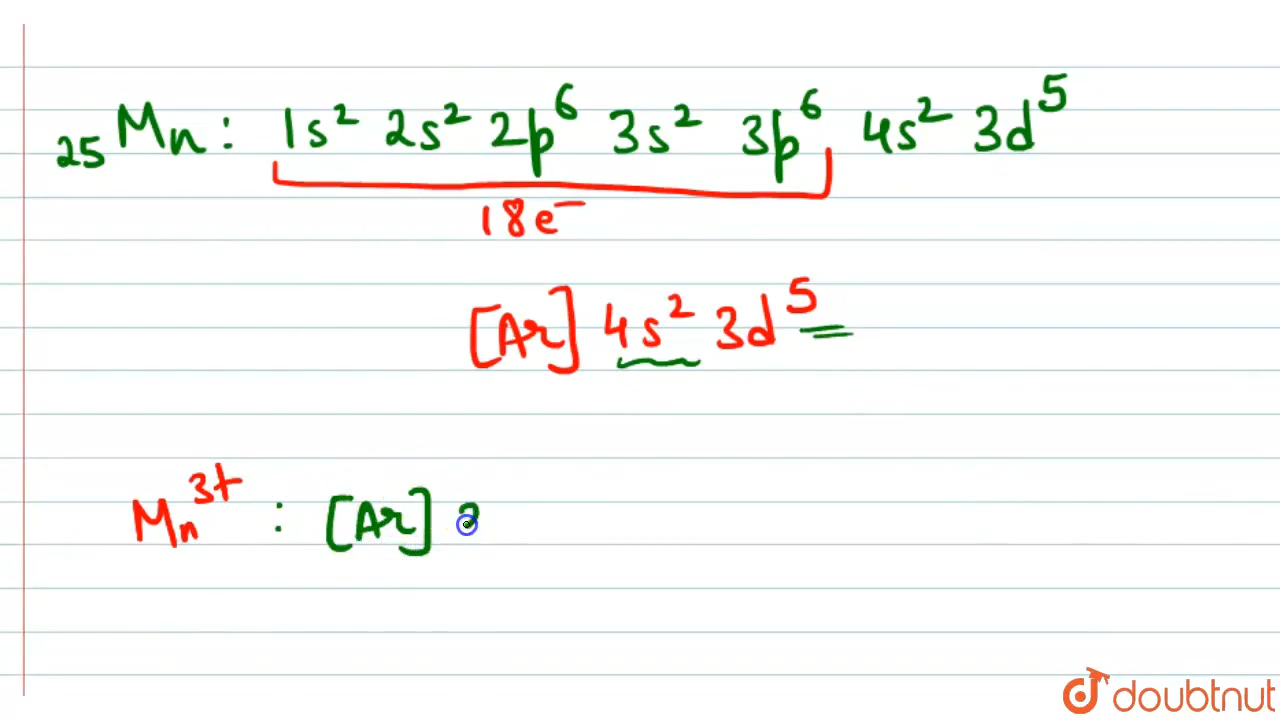 ₂₅Mn : 1s² 2s² 2p⁶ 3s² 3p⁶ 4s² 3d⁵
18e⁻
[Ar] 4s² 3d⁵
Mn³⁺ : [Ar]
doubtnut